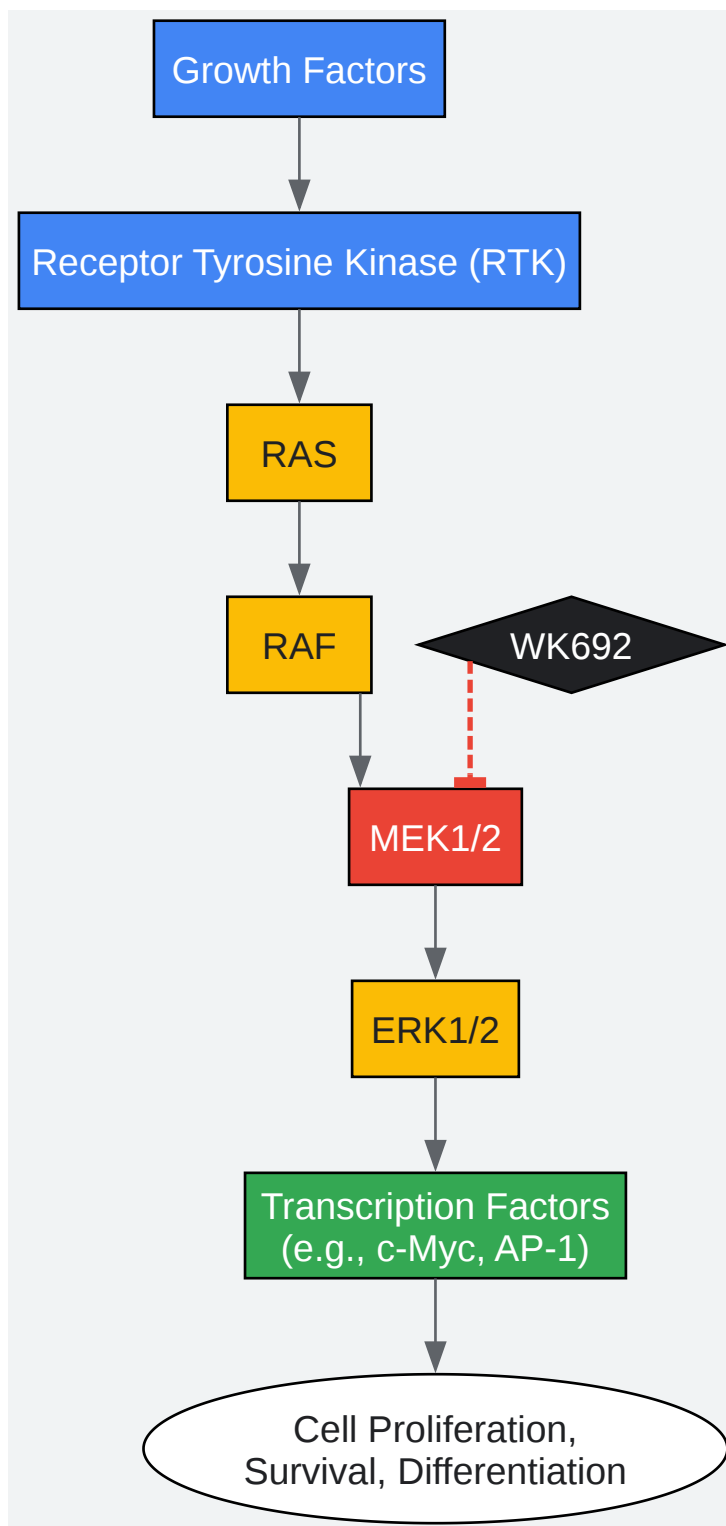 Growth Factors
Receptor Tyrosine Kinase (RTK)
RAS
RAF
WK692
MEK1/2
ERK1/2
Transcription Factors
(e.g., c-Myc, AP-1)
Cell Proliferation,
Survival, Differentiation